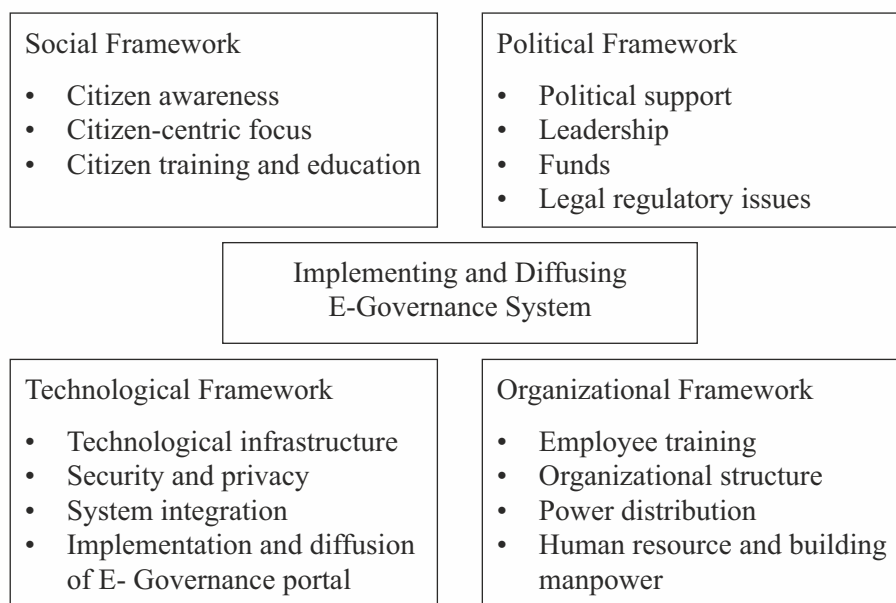 Social Framework
• Citizen awareness
• Citizen-centric focus
• Citizen training and education
Political Framework
• Political support
• Leadership
• Funds
• Legal regulatory issues
Implementing and Diffusing
E-Governance System
Technological Framework
• Technological infrastructure
• Security and privacy
• System integration
• Implementation and diffusion
of E- Governance portal
Organizational Framework
• Employee training
• Organizational structure
• Power distribution
• Human resource and building
manpower